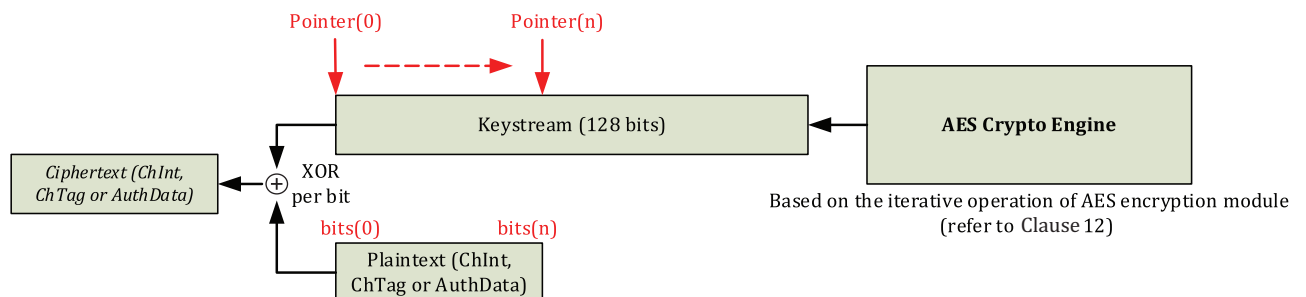 Pointer(0)
Pointer(n)
Keystream (128 bits)
AES Crypto Engine
Ciphertext (ChInt,
ChTag or AuthData)
XOR
per bit
Based on the iterative operation of AES encryption module
(refer to Clause 12)
bits(0)
bits(n)
Plaintext (ChInt,
ChTag or AuthData)